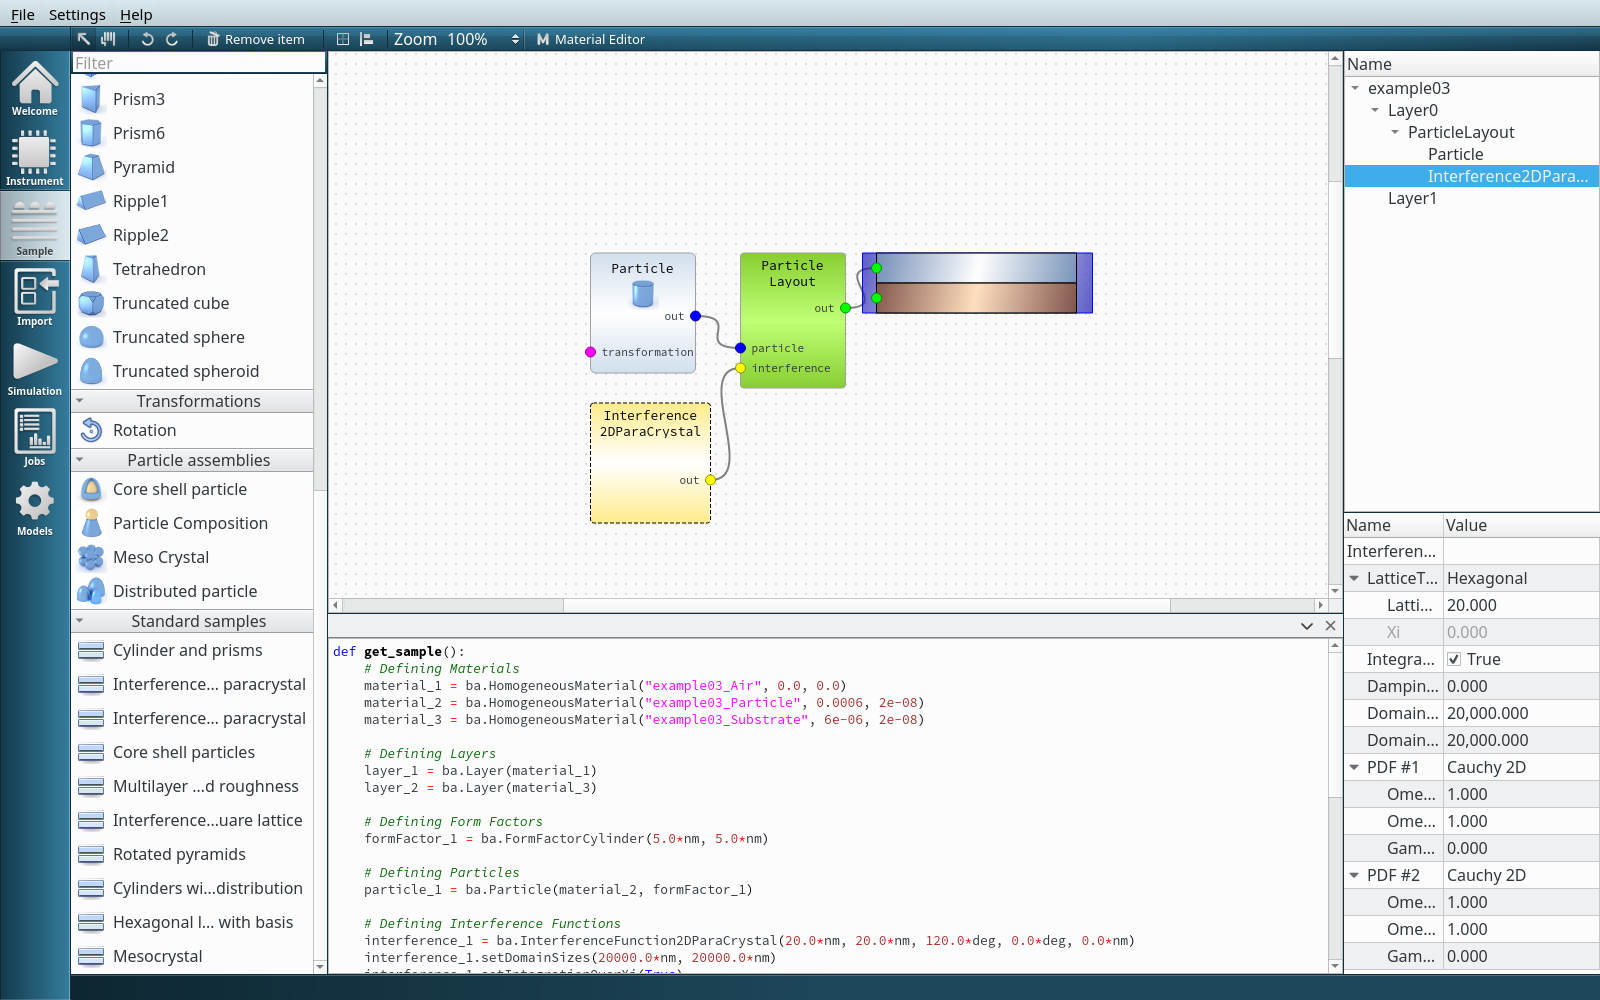 File Settings Help
Remove item
Zoom 100%
Material Editor
Welcome
Instrument
Sample
Import
Simulation
Jobs
Models
Filter
Prism3
Prism6
Pyramid
Ripple1
Ripple2
Tetrahedron
Truncated cube
Truncated sphere
Truncated spheroid
Transformations
Rotation
Particle assemblies
Core shell particle
Particle Composition
Meso Crystal
Distributed particle
Standard samples
Cylinder and prisms
Interference... paracrystal
Interference... paracrystal
Core shell particles
Multilayer ...d roughness
Interference...uare lattice
Rotated pyramids
Cylinders wi...distribution
Hexagonal l... with basis
Mesocrystal
Particle
out
transformation
Particle
Layout
out
particle
interference
Interference
2DParaCrystal
out
def get_sample():
    # Defining Materials
    material_1 = ba.HomogeneousMaterial("example03_Air", 0.0, 0.0)
    material_2 = ba.HomogeneousMaterial("example03_Particle", 0.0006, 2e-08)
    material_3 = ba.HomogeneousMaterial("example03_Substrate", 6e-06, 2e-08)
    # Defining Layers
    layer_1 = ba.Layer(material_1)
    layer_2 = ba.Layer(material_3)
    # Defining Form Factors
    formFactor_1 = ba.FormFactorCylinder(5.0*nm, 5.0*nm)
    # Defining Particles
    particle_1 = ba.Particle(material_2, formFactor_1)
    # Defining Interference Functions
    interference_1 = ba.InterferenceFunction2DParaCrystal(20.0*nm, 20.0*nm, 120.0*deg, 0.0*deg, 0.0*nm)
    interference_1.setDomainSizes(20000.0*nm, 20000.0*nm)
    interference_1.setIntegrationOverXi(True)
Name
example03
Layer0
ParticleLayout
Particle
Interference2DPara...
Layer1
Name Value
Interferen...
LatticeT... Hexagonal
Latti... 20.000
Xi 0.000
Integra... True
Dampin... 0.000
Domain... 20,000.000
Domain... 20,000.000
PDF #1 Cauchy 2D
Ome... 1.000
Ome... 1.000
Gam... 0.000
PDF #2 Cauchy 2D
Ome... 1.000
Ome... 1.000
Gam... 0.000